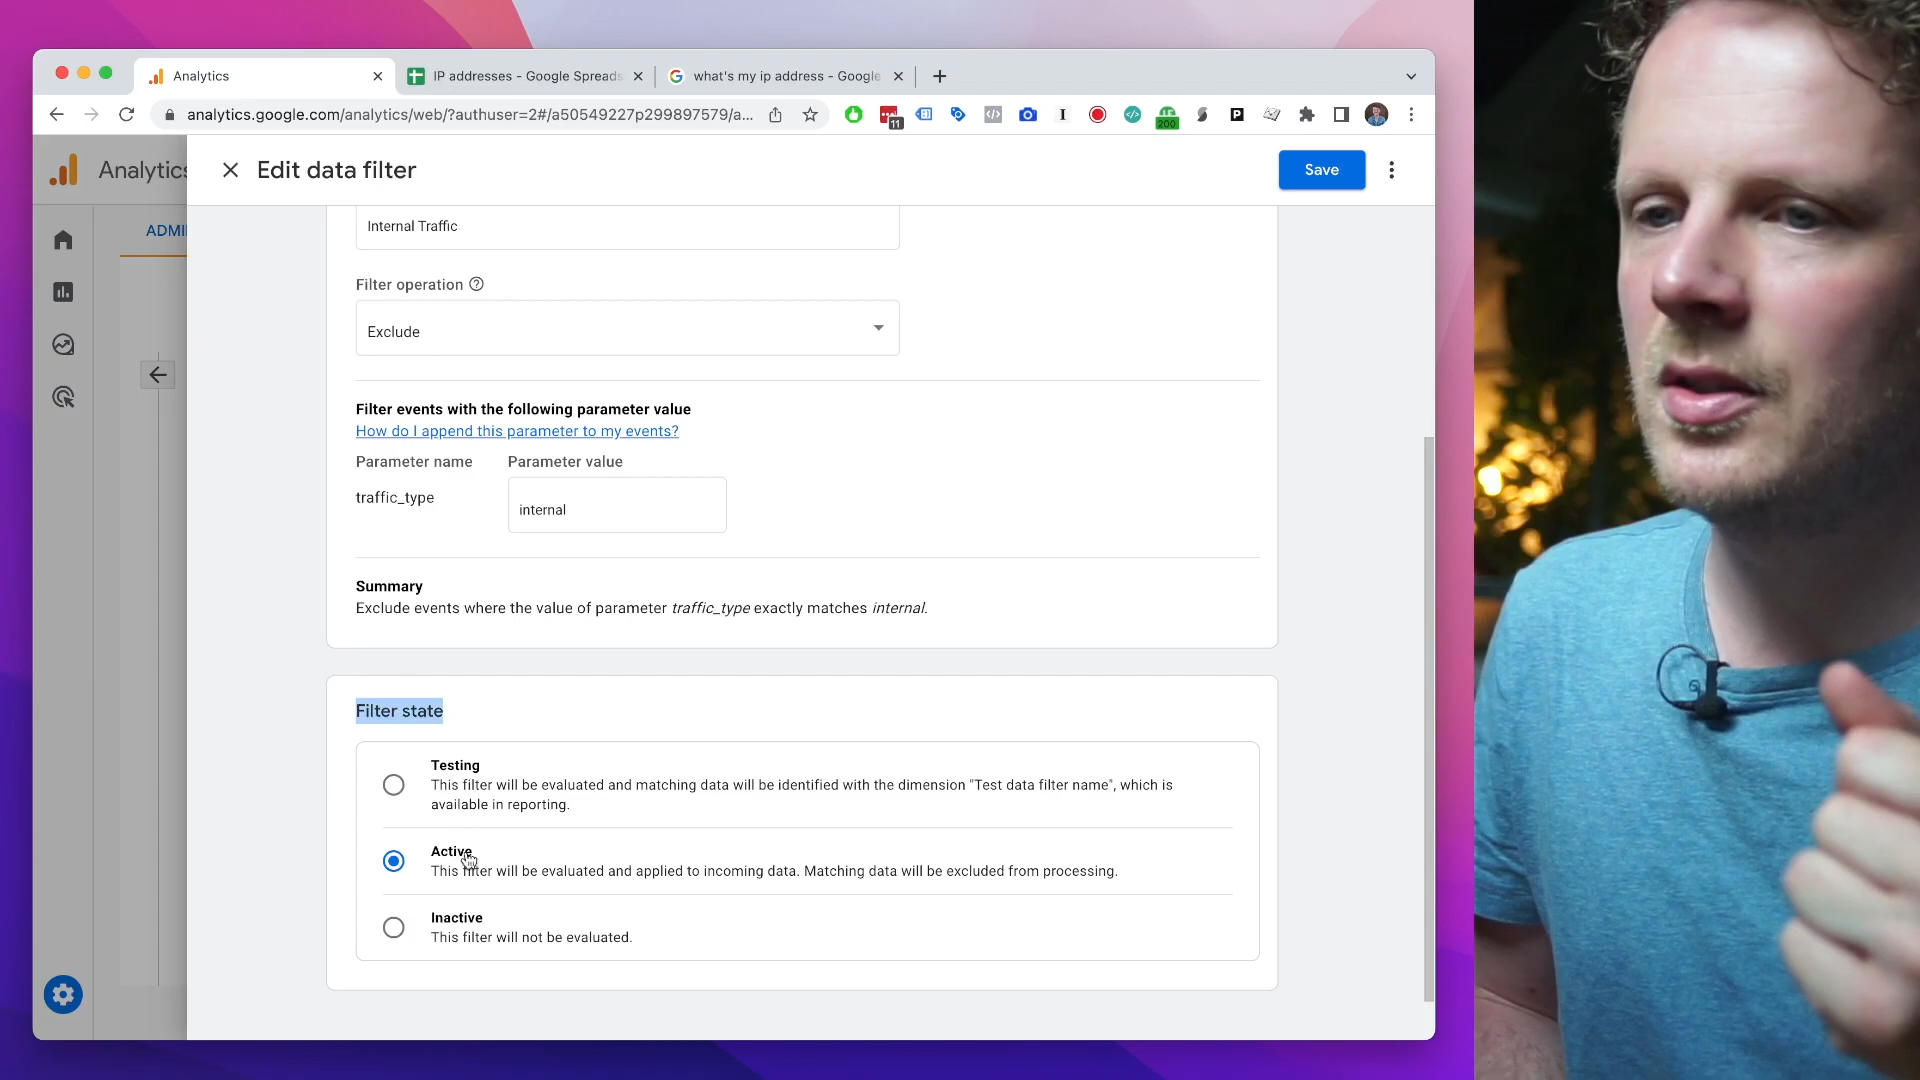 Analytics
IP addresses - Google Spreads
what's my ip address - Google
analytics.google.com/analytics/web/?authuser=2#/a50549227p299897579/a...
11
200
Analytics
Edit data filter
Save
ADMI
Internal Traffic
Filter operation
Exclude
Filter events with the following parameter value
How do I append this parameter to my events?
Parameter name Parameter value
traffic_type internal
Summary
Exclude events where the value of parameter traffic_type exactly matches internal.
Filter state
Testing
This filter will be evaluated and matching data will be identified with the dimension "Test data filter name", which is
available in reporting.
Active
This filter will be evaluated and applied to incoming data. Matching data will be excluded from processing.
Inactive
This filter will not be evaluated.